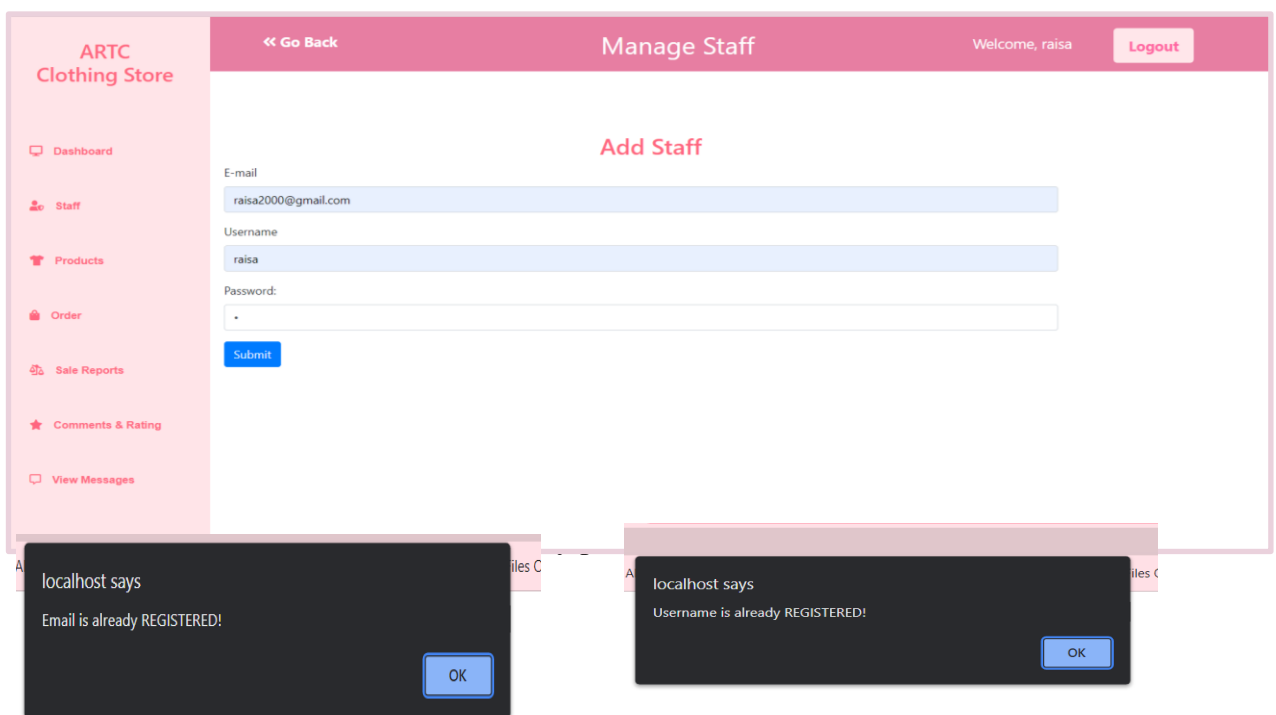 ARTC
Clothing Store
Go Back
Manage Staff
Welcome, raisa
Logout
Dashboard
Staff
Products
Order
Sale Reports
Comments & Rating
View Messages
Add Staff
E-mail
raisa2000@gmail.com
Username
raisa
Password:
Submit
localhost says
Email is already REGISTERED!
OK
localhost says
Username is already REGISTERED!
OK